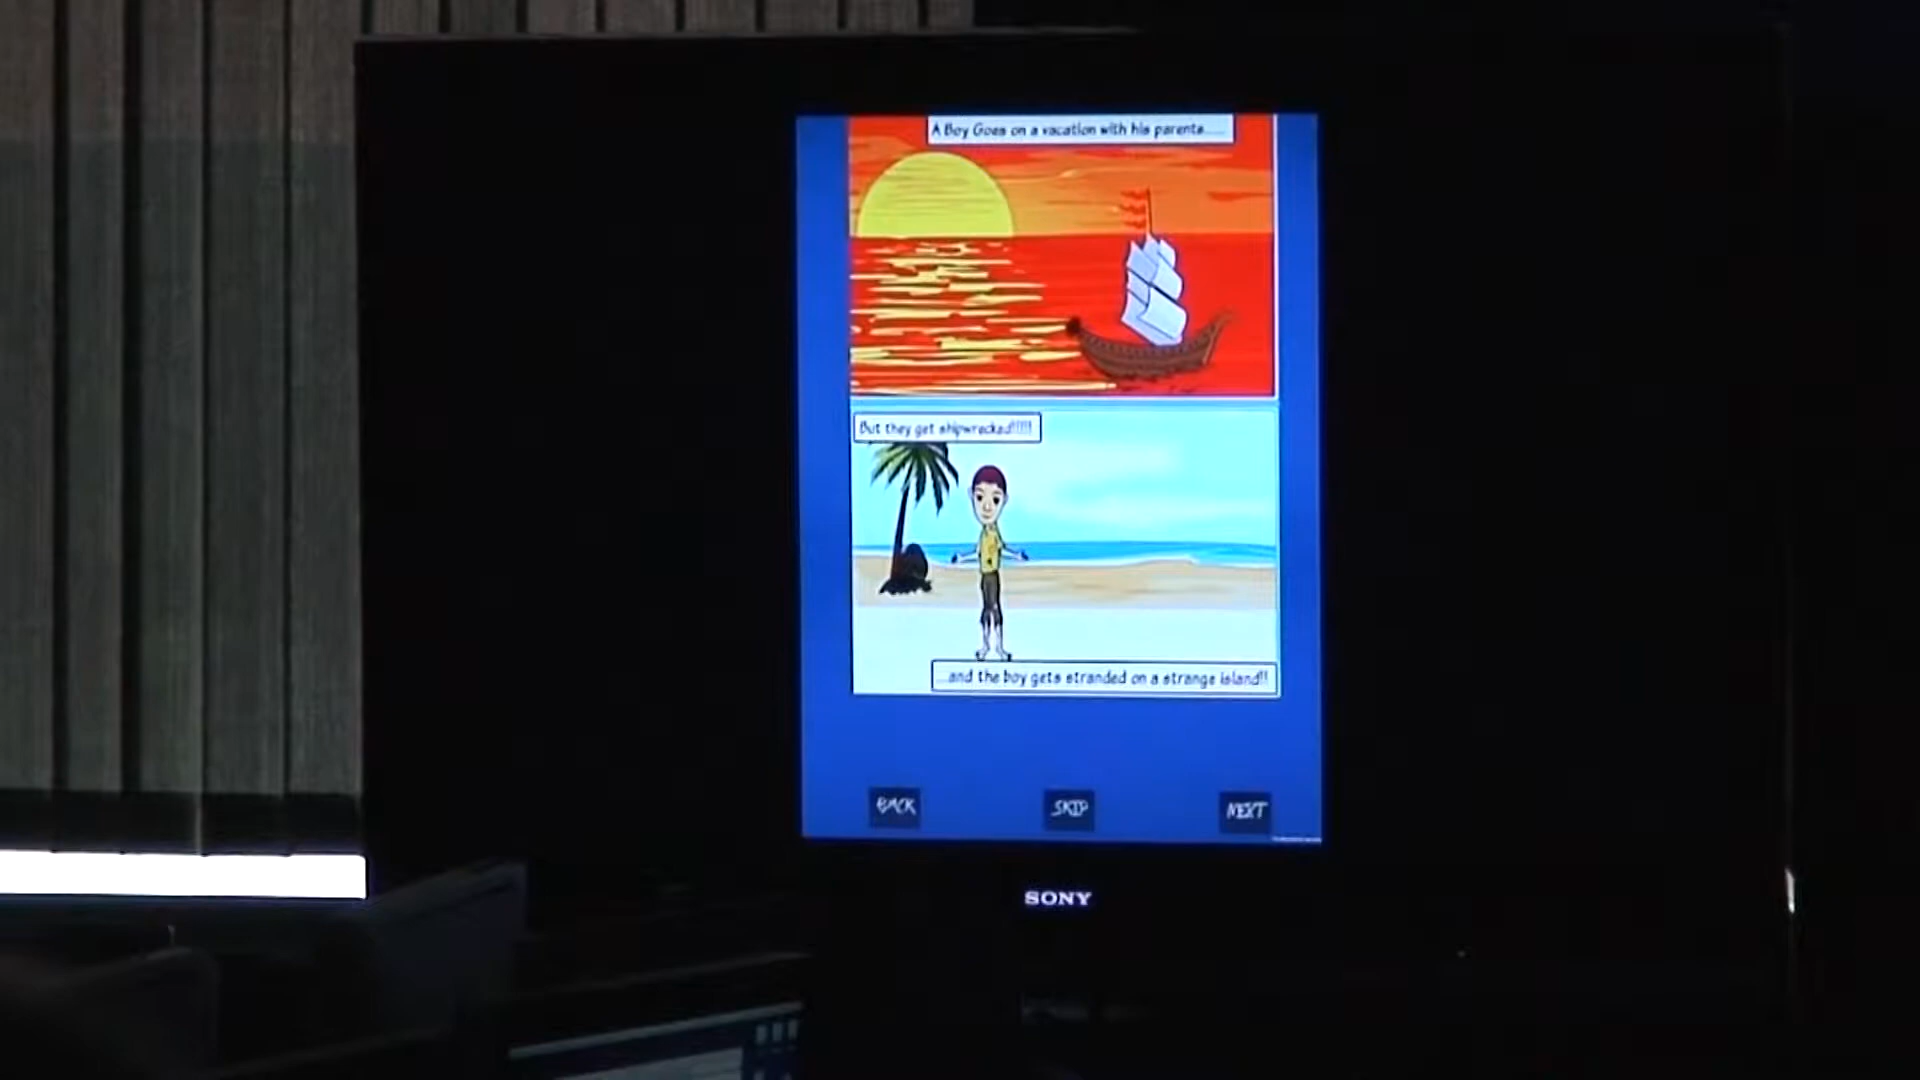 A Boy Goes on a vacation with his parents.....
But they get shipwrecked!!!!!
...and the boy gets stranded on a strange island!!
BACK
SKIP
NEXT
SONY